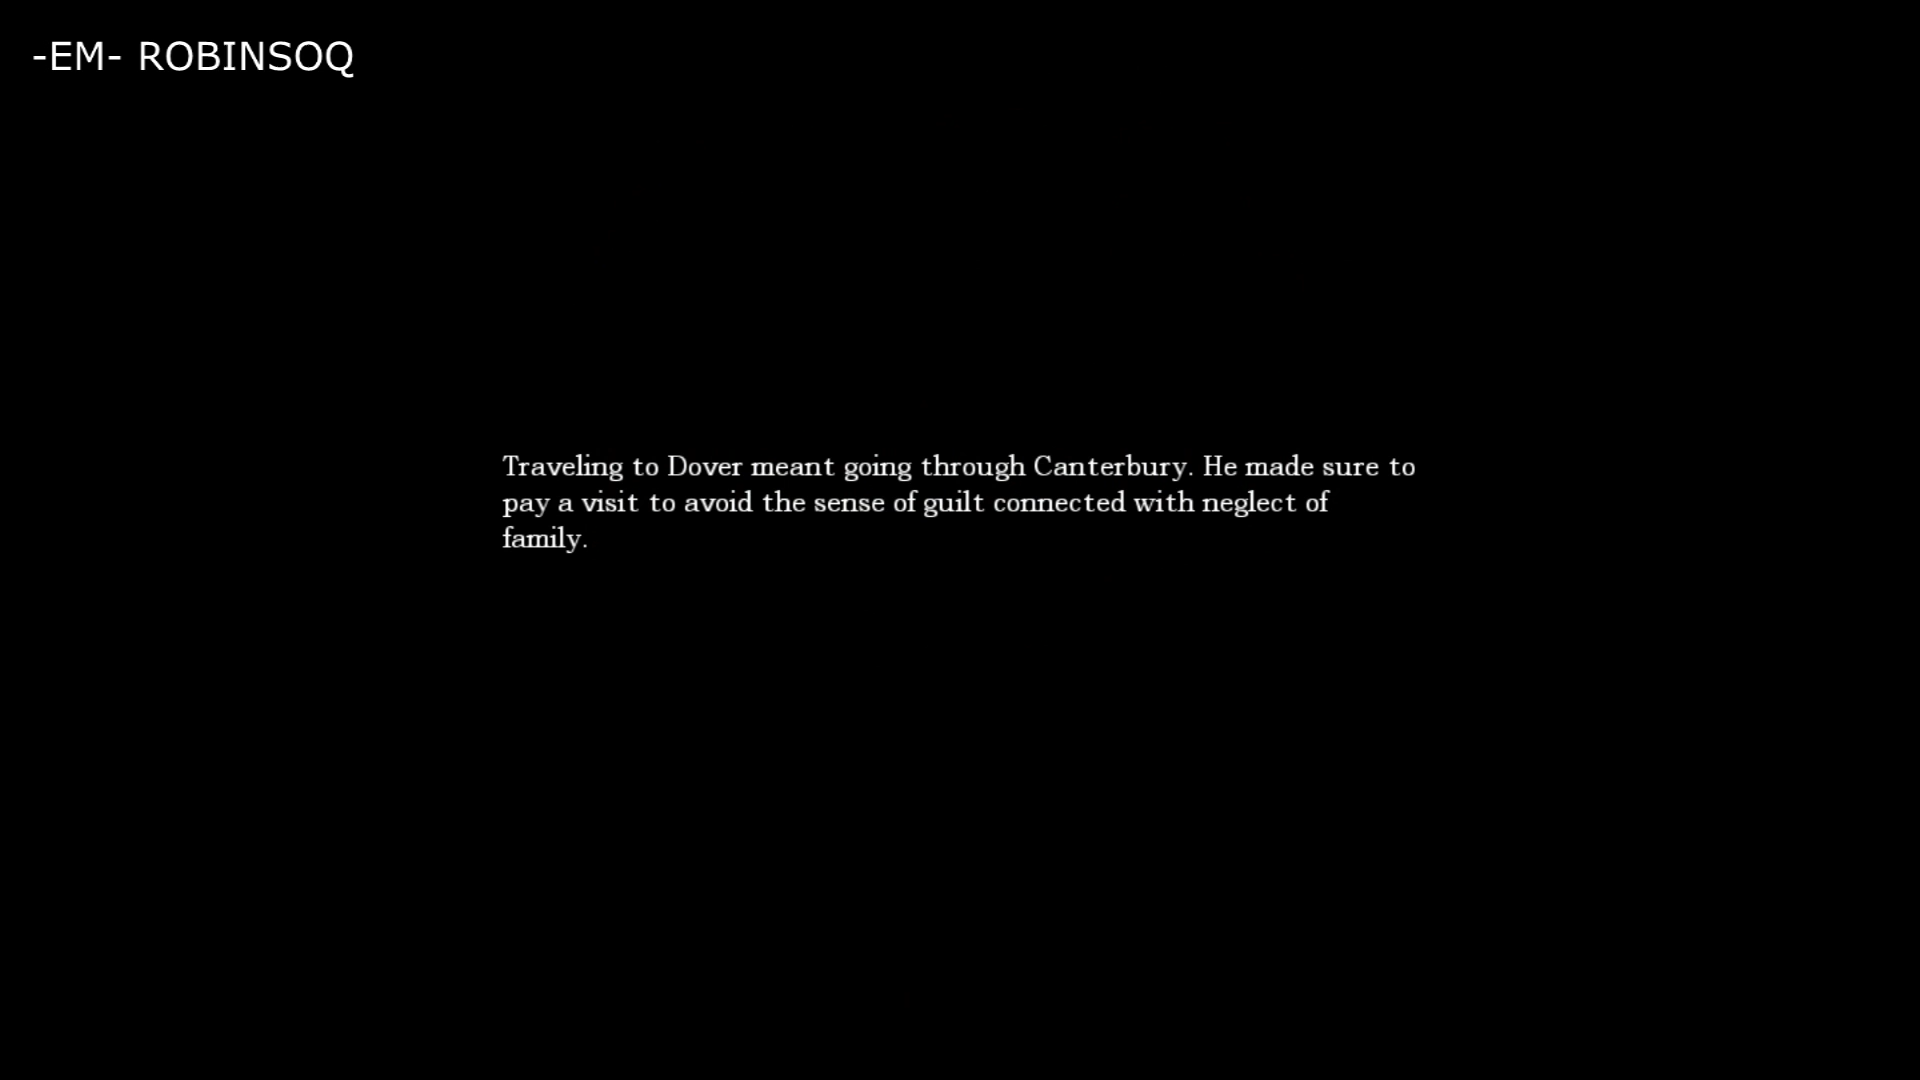 -EM- ROBINSOQ
Traveling to Dover meant going through Canterbury. He made sure to
pay a visit to avoid the sense of guilt connected with neglect of
family.